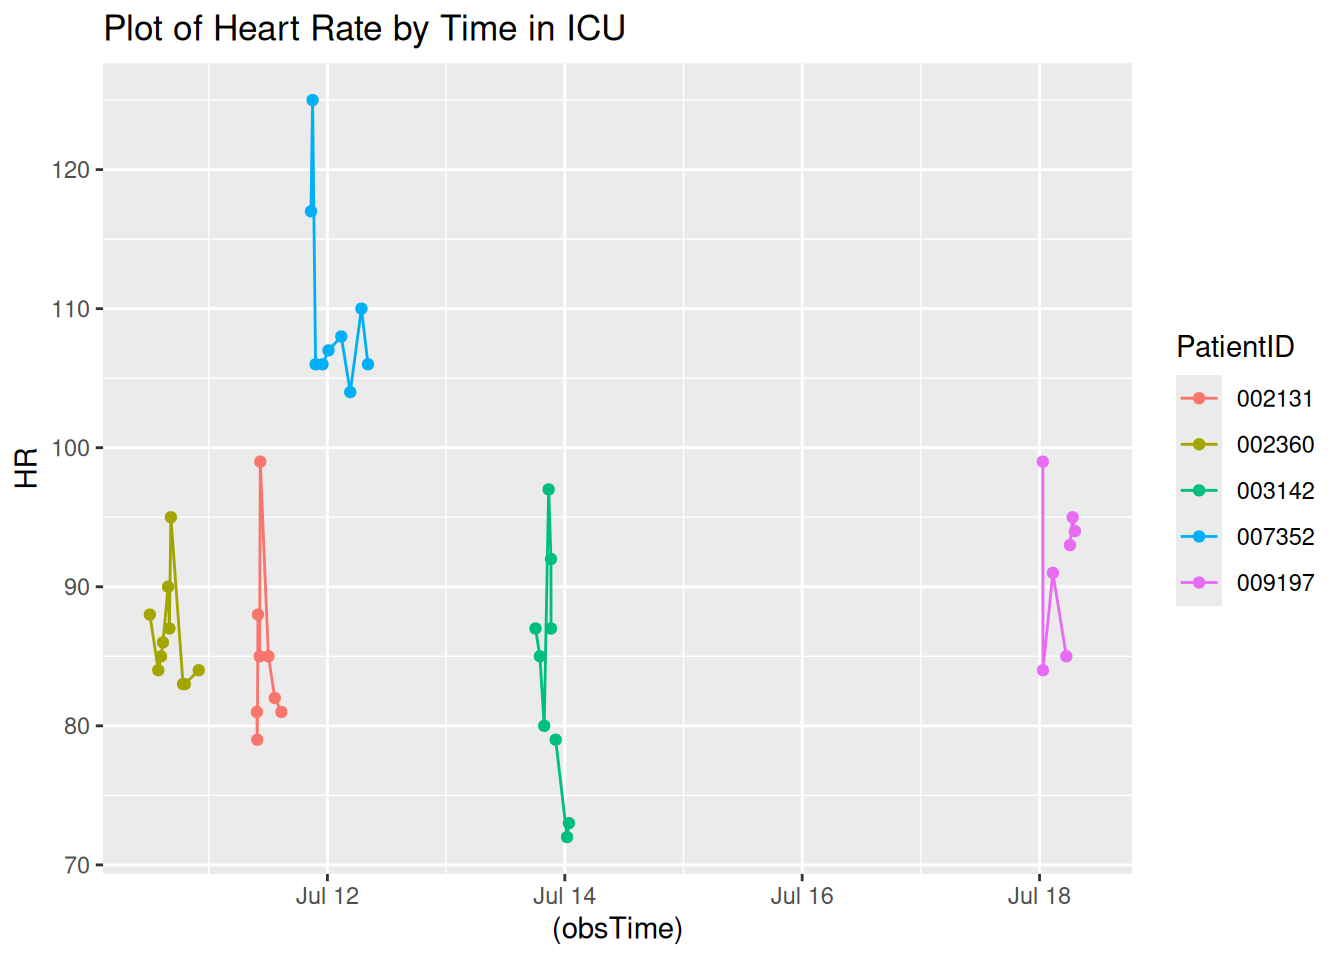 Plot of Heart Rate by Time in ICU
120
110
100
90
80
70
HR
Jul 12
Jul 14
Jul 16
Jul 18
(obsTime)
PatientID
002131
002360
003142
007352
009197